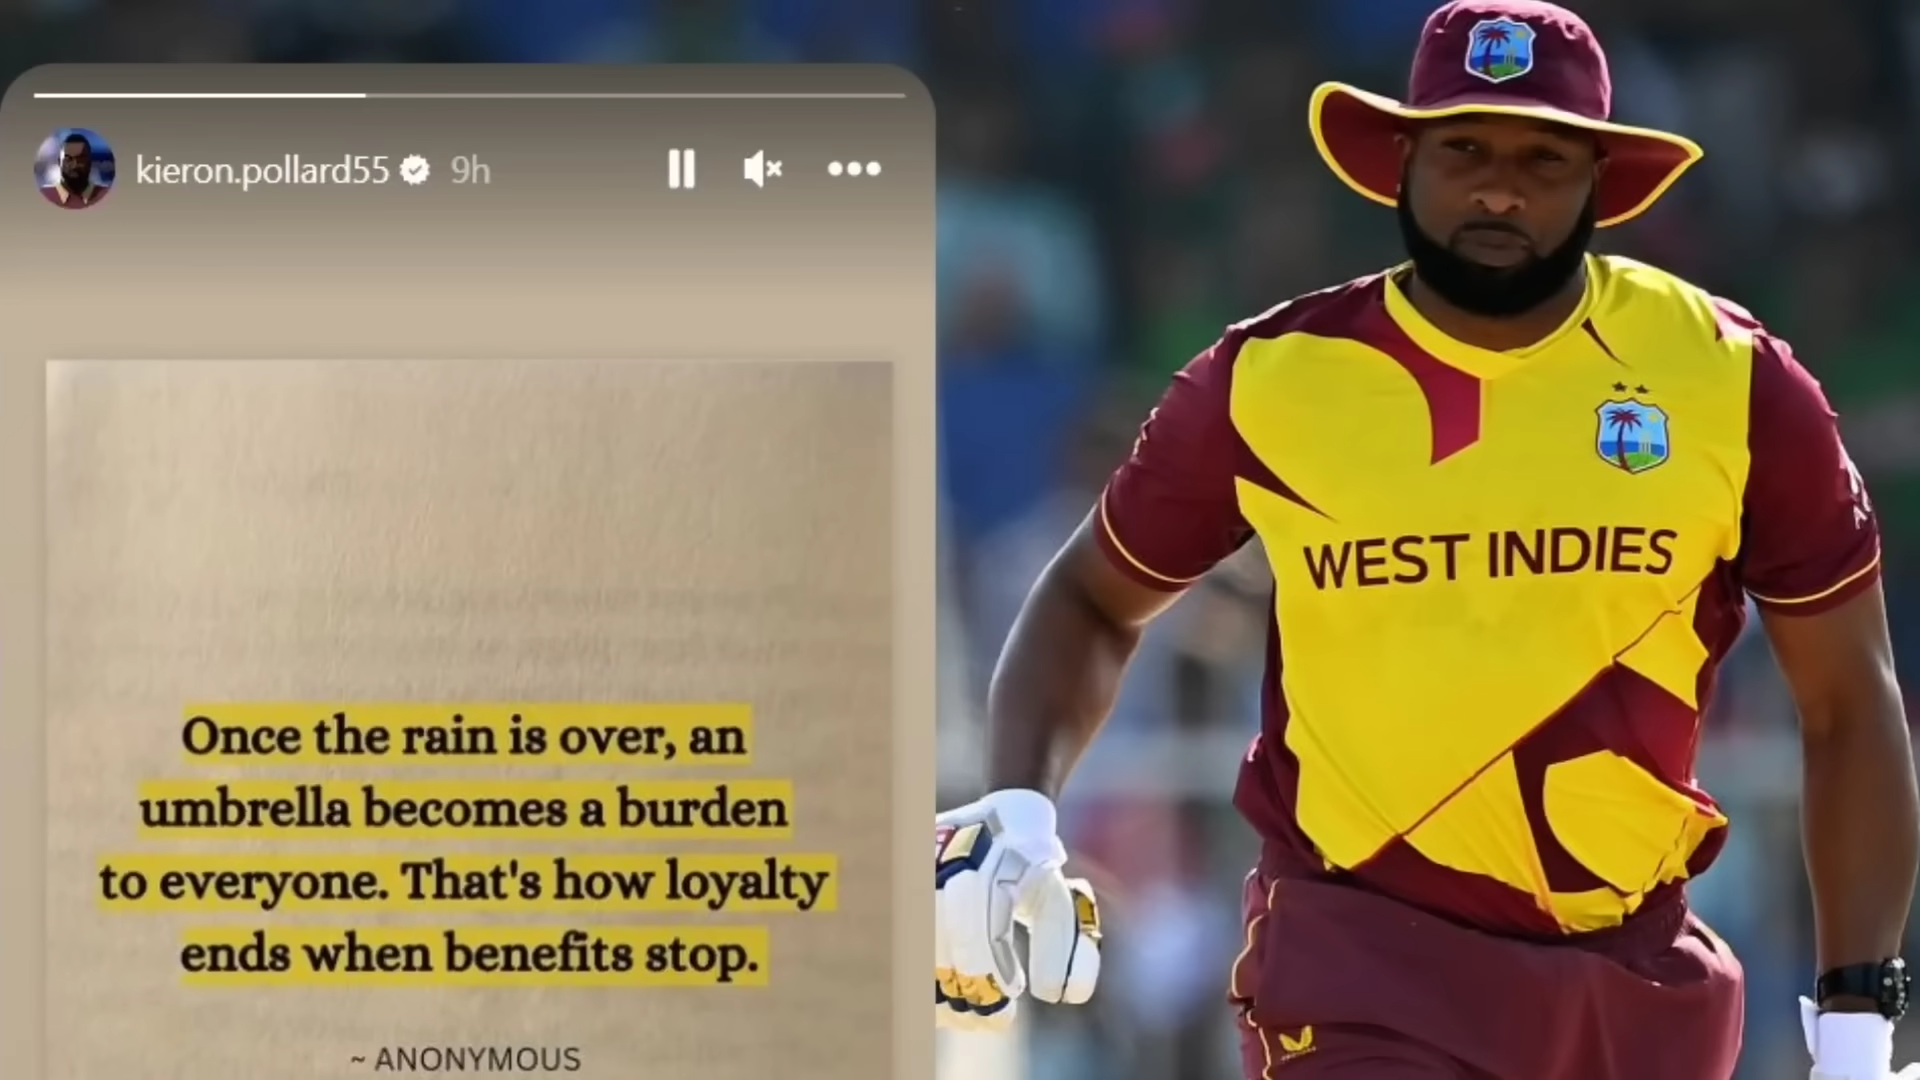 kieron.pollard55 9h
Once the rain is over, an
umbrella becomes a burden
to everyone. That's how loyalty
ends when benefits stop.
~ ANONYMOUS
WEST INDIES